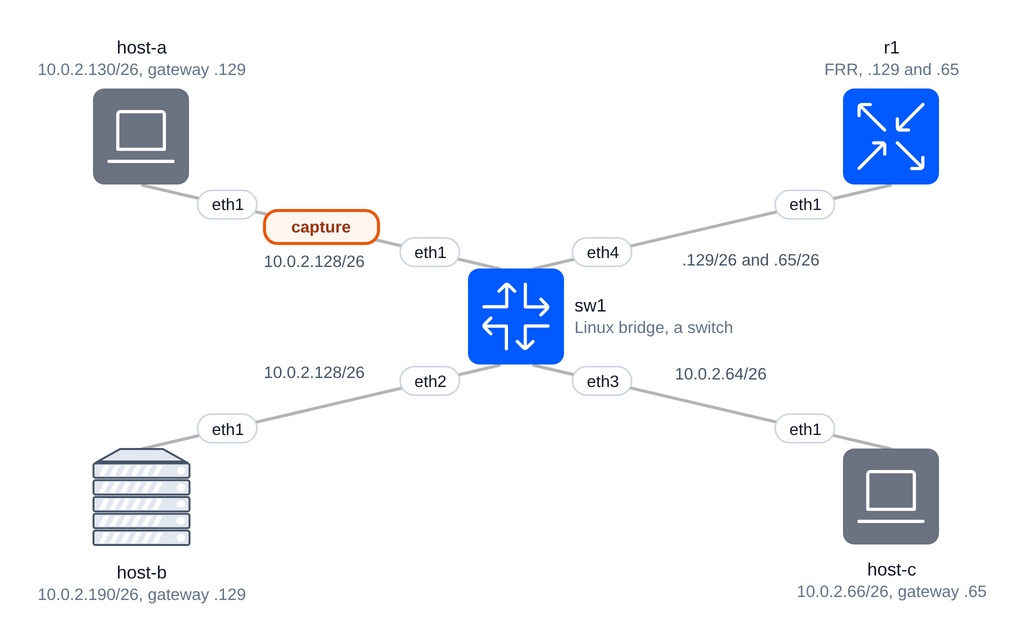 host-a
10.0.2.130/26, gateway .129
r1
FRR, .129 and .65
eth1
eth1
capture
10.0.2.128/26
eth1
eth4
.129/26 and .65/26
sw1
Linux bridge, a switch
10.0.2.128/26
eth2
eth3
10.0.2.64/26
eth1
eth1
host-b
10.0.2.190/26, gateway .129
host-c
10.0.2.66/26, gateway .65